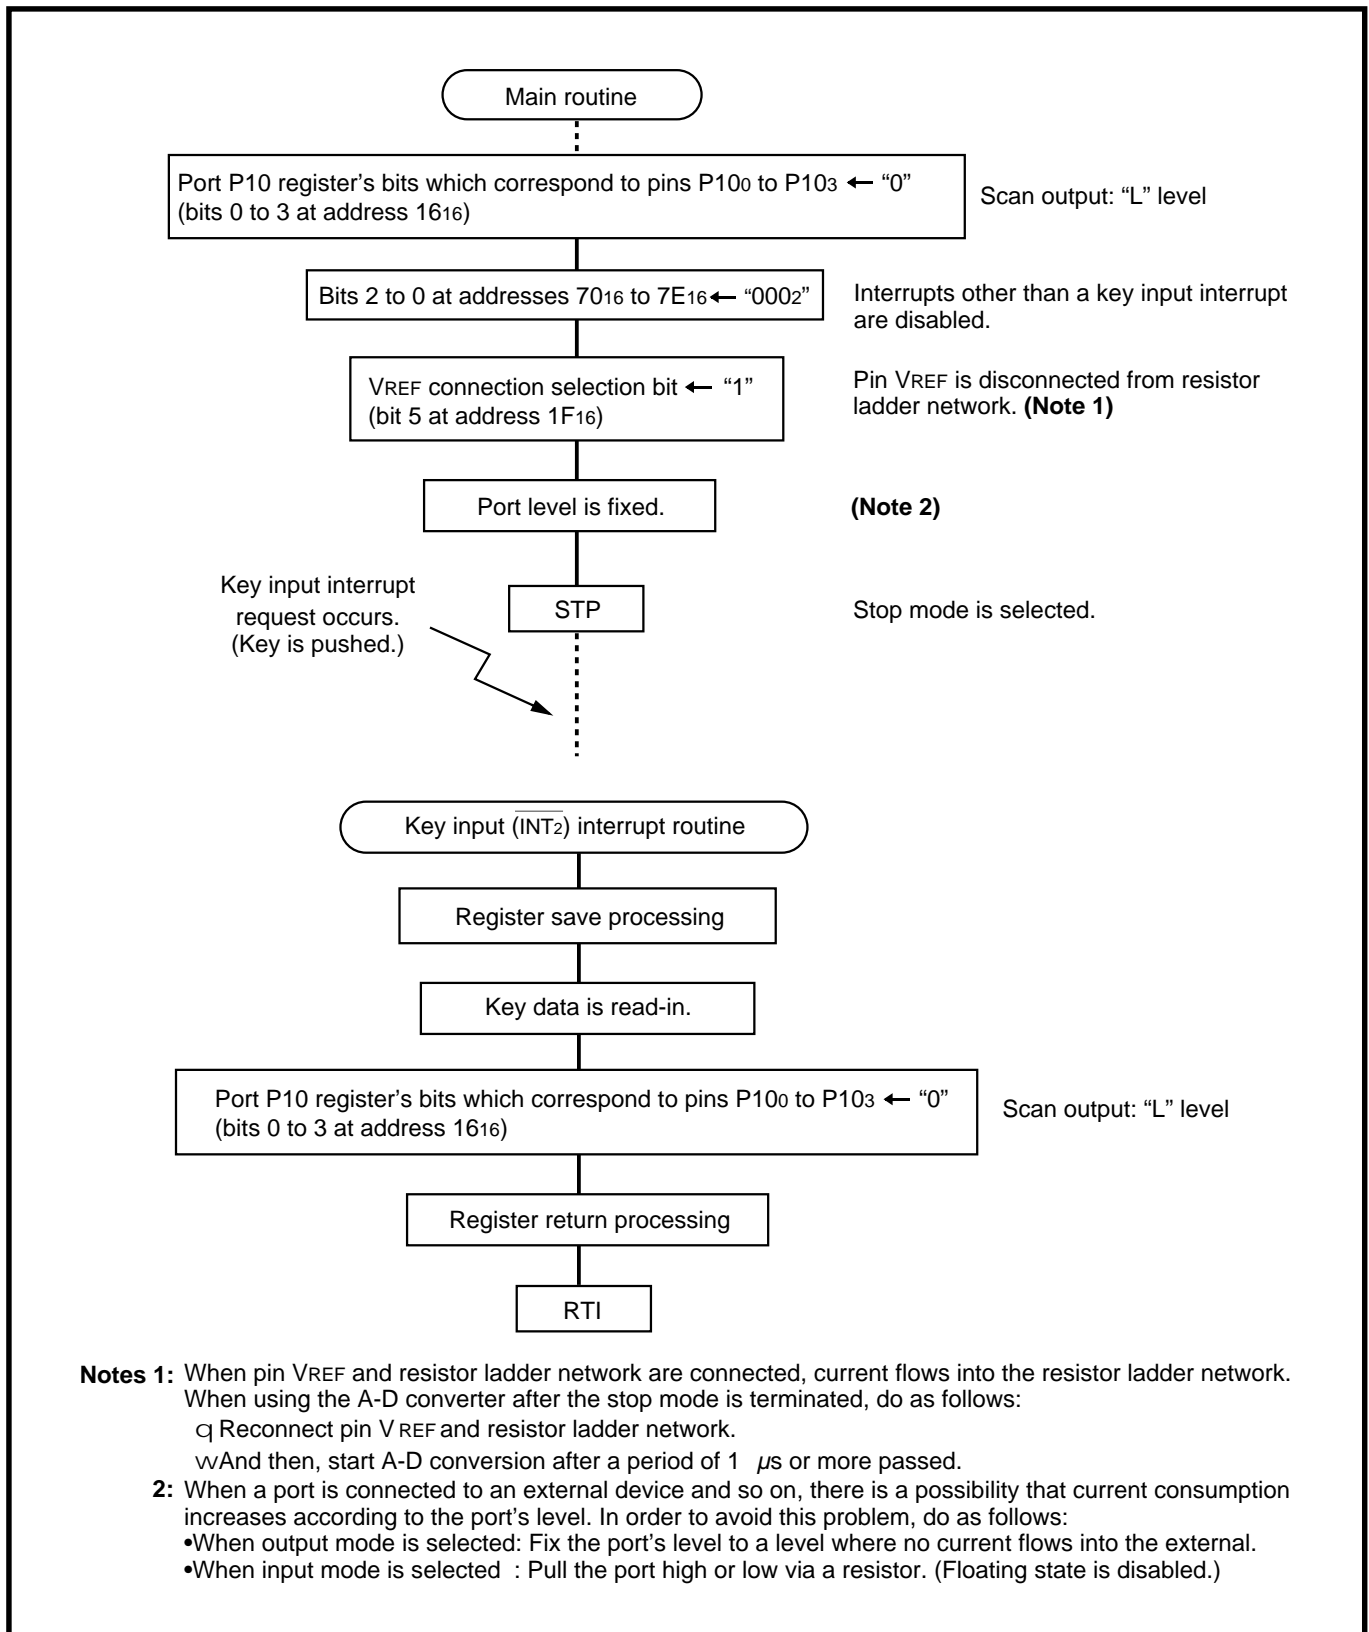 Main routine
Port P10 register’s bits which correspond to pins P100 to P103 ← “0”
(bits 0 to 3 at address 1616)
Scan output: “L” level
Bits 2 to 0 at addresses 7016 to 7E16 ← “0002”
Interrupts other than a key input interrupt
are disabled.
VREF connection selection bit ← “1”
(bit 5 at address 1F16)
Pin VREF is disconnected from resistor
ladder network. (Note 1)
Port level is fixed.
(Note 2)
Key input interrupt
request occurs.
(Key is pushed.)
STP
Stop mode is selected.
Key input (INT2) interrupt routine
Register save processing
Key data is read-in.
Port P10 register’s bits which correspond to pins P100 to P103 ← “0”
(bits 0 to 3 at address 1616)
Scan output: “L” level
Register return processing
RTI
Notes 1: When pin VREF and resistor ladder network are connected, current flows into the resistor ladder network.
When using the A-D converter after the stop mode is terminated, do as follows:
q Reconnect pin VREF and resistor ladder network.
wAnd then, start A-D conversion after a period of 1 µs or more passed.
2: When a port is connected to an external device and so on, there is a possibility that current consumption
increases according to the port’s level. In order to avoid this problem, do as follows:
•When output mode is selected: Fix the port’s level to a level where no current flows into the external.
•When input mode is selected : Pull the port high or low via a resistor. (Floating state is disabled.)